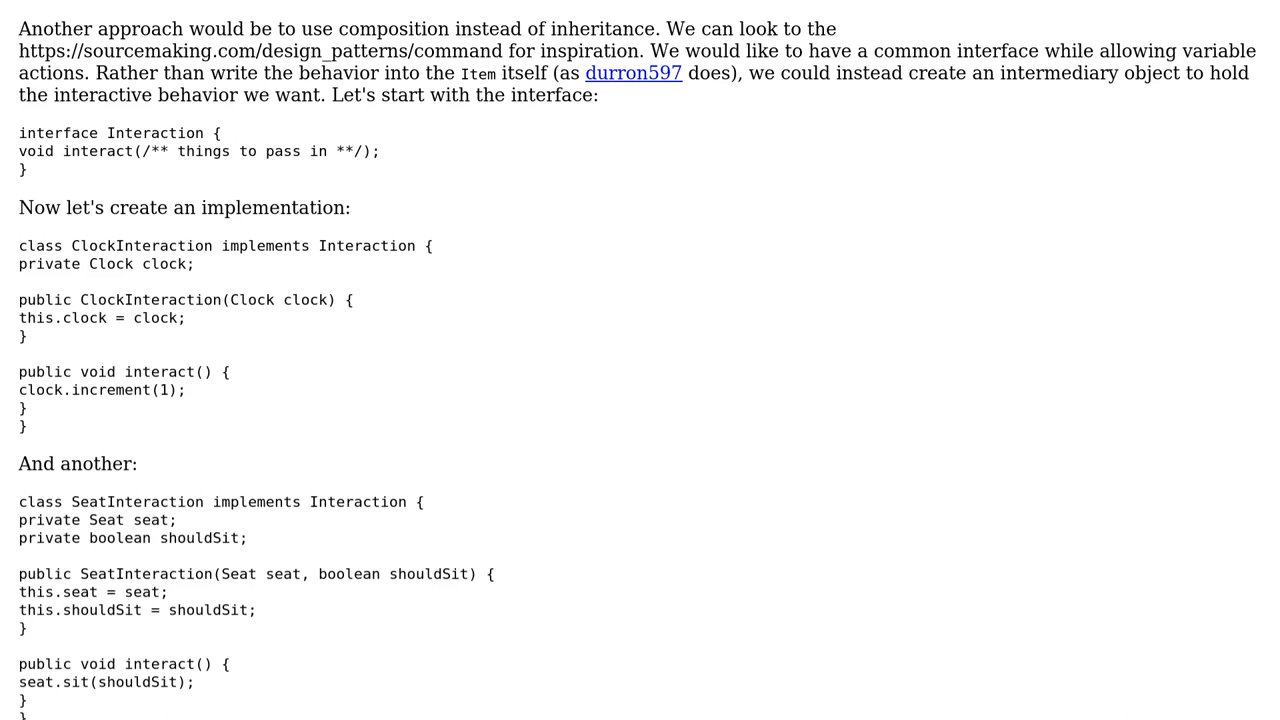 Another approach would be to use composition instead of inheritance. We can look to the
https://sourcemaking.com/design_patterns/command for inspiration. We would like to have a common interface while allowing variable
actions. Rather than write the behavior into the Item itself (as durron597 does), we could instead create an intermediary object to hold
the interactive behavior we want. Let's start with the interface:
interface Interaction {
void interact(/** things to pass in **/);
}
Now let's create an implementation:
class ClockInteraction implements Interaction {
private Clock clock;
public ClockInteraction(Clock clock) {
this.clock = clock;
}
public void interact() {
clock.increment(1);
}
}
And another:
class SeatInteraction implements Interaction {
private Seat seat;
private boolean shouldSit;
public SeatInteraction(Seat seat, boolean shouldSit) {
this.seat = seat;
this.shouldSit = shouldSit;
}
public void interact() {
seat.sit(shouldSit);
}
}